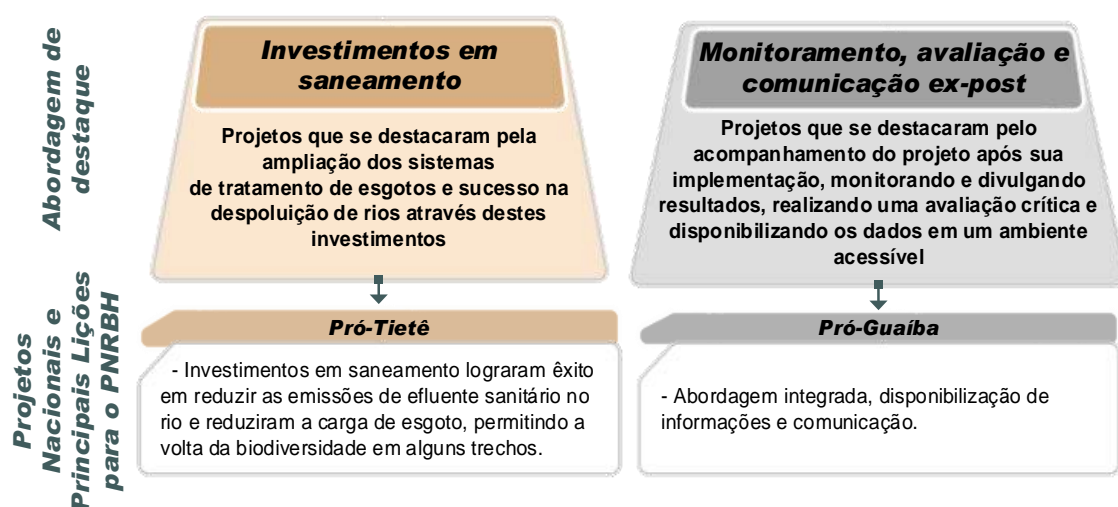 Abordagem de
destaque
Investimentos em
saneamento
Projetos que se destacaram pela
ampliação dos sistemas
de tratamento de esgotos e sucesso na
despoluição de rios através destes
investimentos
Monitoramento, avaliação e
comunicação ex-post
Projetos que se destacaram pelo
acompanhamento do projeto após sua
implementação, monitorando e divulgando
resultados, realizando uma avaliação crítica e
disponibilizando os dados em um ambiente
acessível
Projetos
Nacionais e
Principais Lições
para o PNRBH
Pró-Tietê
- Investimentos em saneamento lograram êxito
em reduzir as emissões de efluente sanitário no
rio e reduziram a carga de esgoto, permitindo a
volta da biodiversidade em alguns trechos.
Pró-Guaíba
- Abordagem integrada, disponibilização de
informações e comunicação.